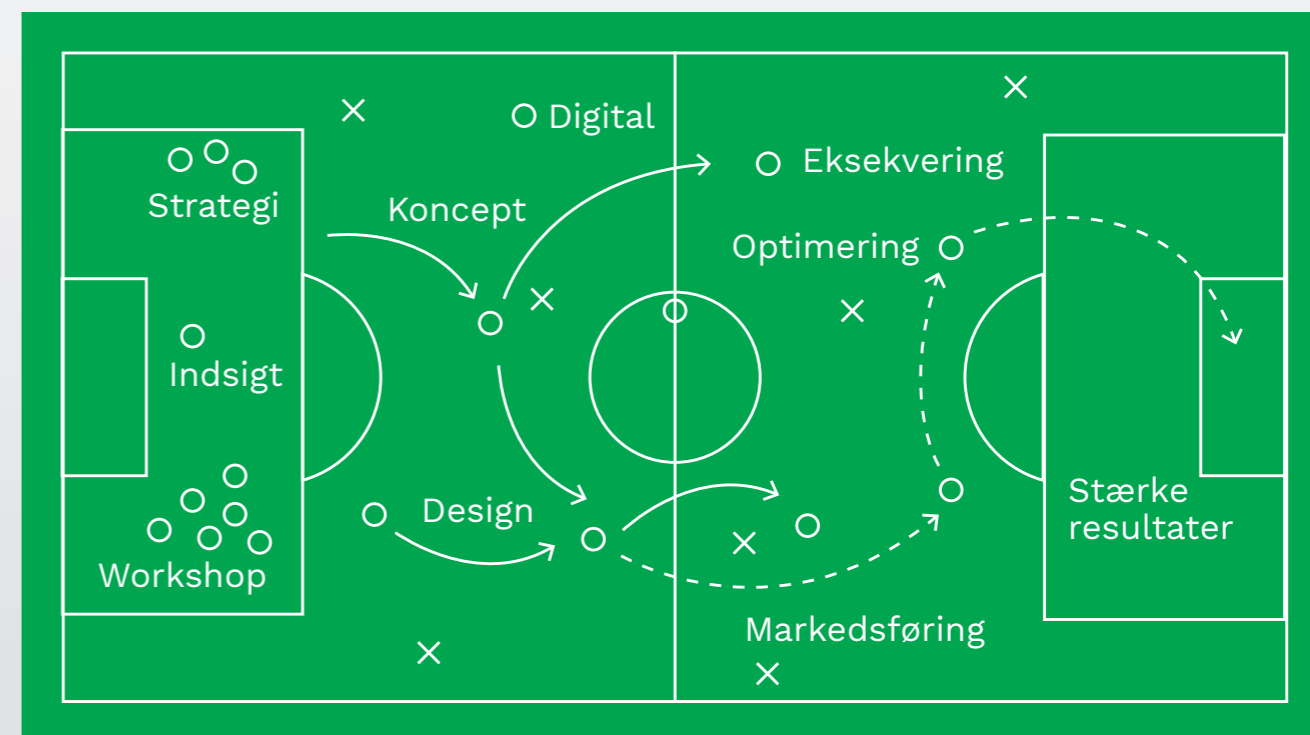 Digital
Eksekvering
Strategi
Koncept
Optimering
Indsigt
Design
Stærke
resultater
Workshop
Markedsføring